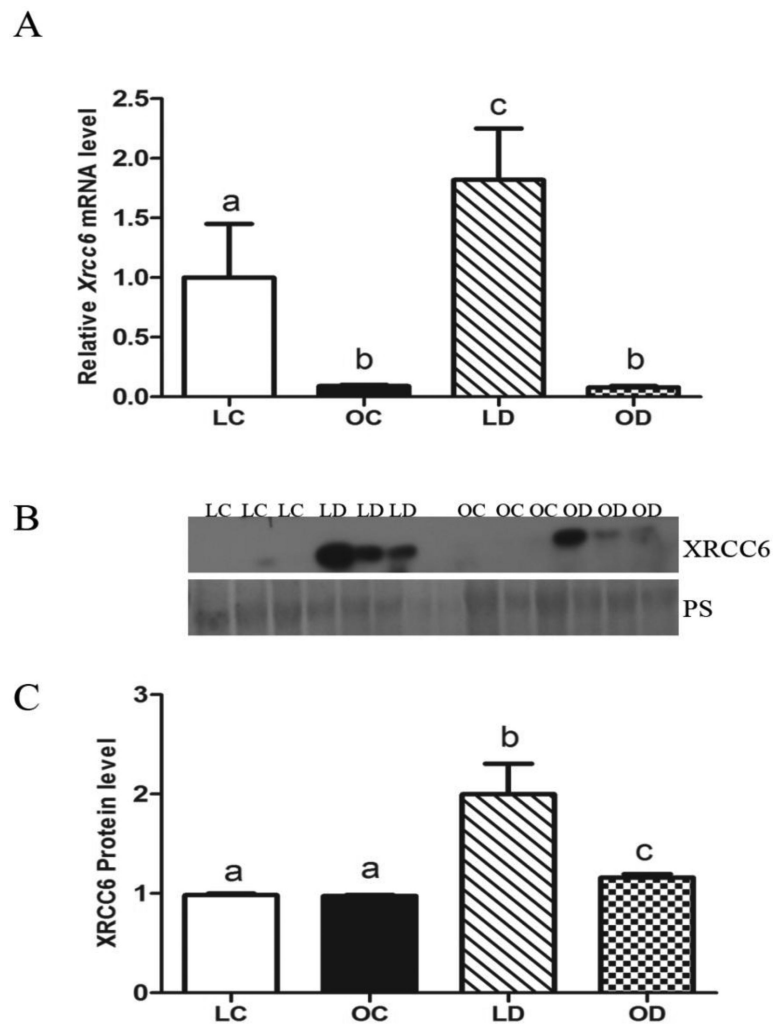 A
Relative Xrcc6 mRNA level
2.5
2.0
1.5
1.0
0.5
0.0
a
b
c
b
LC OC LD OD
B
LC LC LC LD LD LD OC OC OC OD OD OD
XRCC6
PS
C
XRCC6 Protein level
3
2
1
0
a
a
b
c
LC OC LD OD